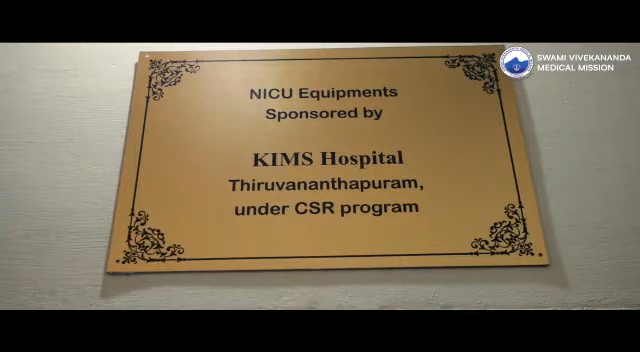 SWAMI VIVEKANANDA
MEDICAL MISSION
NICU Equipments
Sponsored by
KIMS Hospital
Thiruvananthapuram,
under CSR program